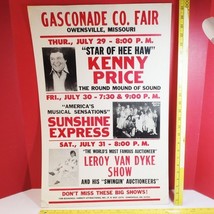 GASCONADE CO. FAIR
OWENSVILLE, MISSOURI
THUR., JULY 29 - 8:00 P. M.
"STAR OF HEE HAW"
KENNY
PRICE
THE ROUND MOUND OF SOUND
FRI., JULY 30 - 7:30 & 9:00 P. M.
"AMERICA'S
MUSICAL SENSATIONS"
SUNSHINE
EXPRESS
SAT., JULY 31 - 8:00 P. M.
"THE WORLD'S MOST FAMOUS AUCTIONEER"
LEROY VAN DYKE
SHOW
AND HIS "SWINGIN' AUCTIONEERS"
DON'T MISS THESE BIG SHOWS!